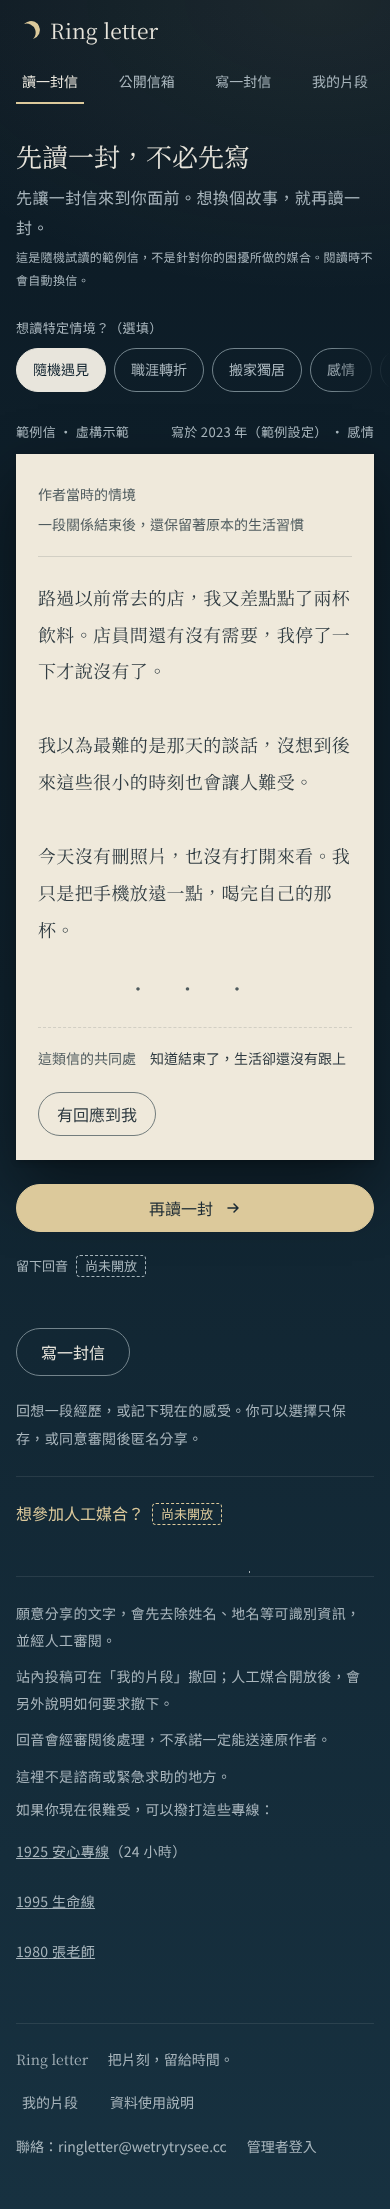 Ring letter
讀一封信 公開信箱 寫一封信 我的片段
先讀一封，不必先寫
先讓一封信來到你面前。想換個故事，就再讀一
封。
這是隨機試讀的範例信，不是針對你的困擾所做的媒合。閱讀時不
會自動換信。
想讀特定情境？（選填）
隨機遇見 職涯轉折 搬家獨居 感情
範例信 · 虛構示範 寫於 2023 年（範例設定） · 感情
作者當時的情境
一段關係結束後，還保留著原本的生活習慣
路過以前常去的店，我又差點點了兩杯
飲料。店員問還有沒有需要，我停了一
下才說沒有了。
我以為最難的是那天的談話，沒想到後
來這些很小的時刻也會讓人難受。
今天沒有刪照片，也沒有打開來看。我
只是把手機放遠一點，喝完自己的那
杯。
· · ·
這類信的共同處 知道結束了，生活卻還沒有跟上
有回應到我
再讀一封 →
留下回音 尚未開放
寫一封信
回想一段經歷，或記下現在的感受。你可以選擇只保
存，或同意審閱後匿名分享。
想參加人工媒合？ 尚未開放
願意分享的文字，會先去除姓名、地名等可識別資訊，
並經人工審閱。
站內投稿可在「我的片段」撤回；人工媒合開放後，會
另外說明如何要求撤下。
回音會經審閱後處理，不承諾一定能送達原作者。
這裡不是諮商或緊急求助的地方。
如果你現在很難受，可以撥打這些專線：
1925 安心專線（24 小時）
1995 生命線
1980 張老師
Ring letter 把片刻，留給時間。
我的片段 資料使用說明
聯絡：ringletter@wetrytrysee.cc 管理者登入